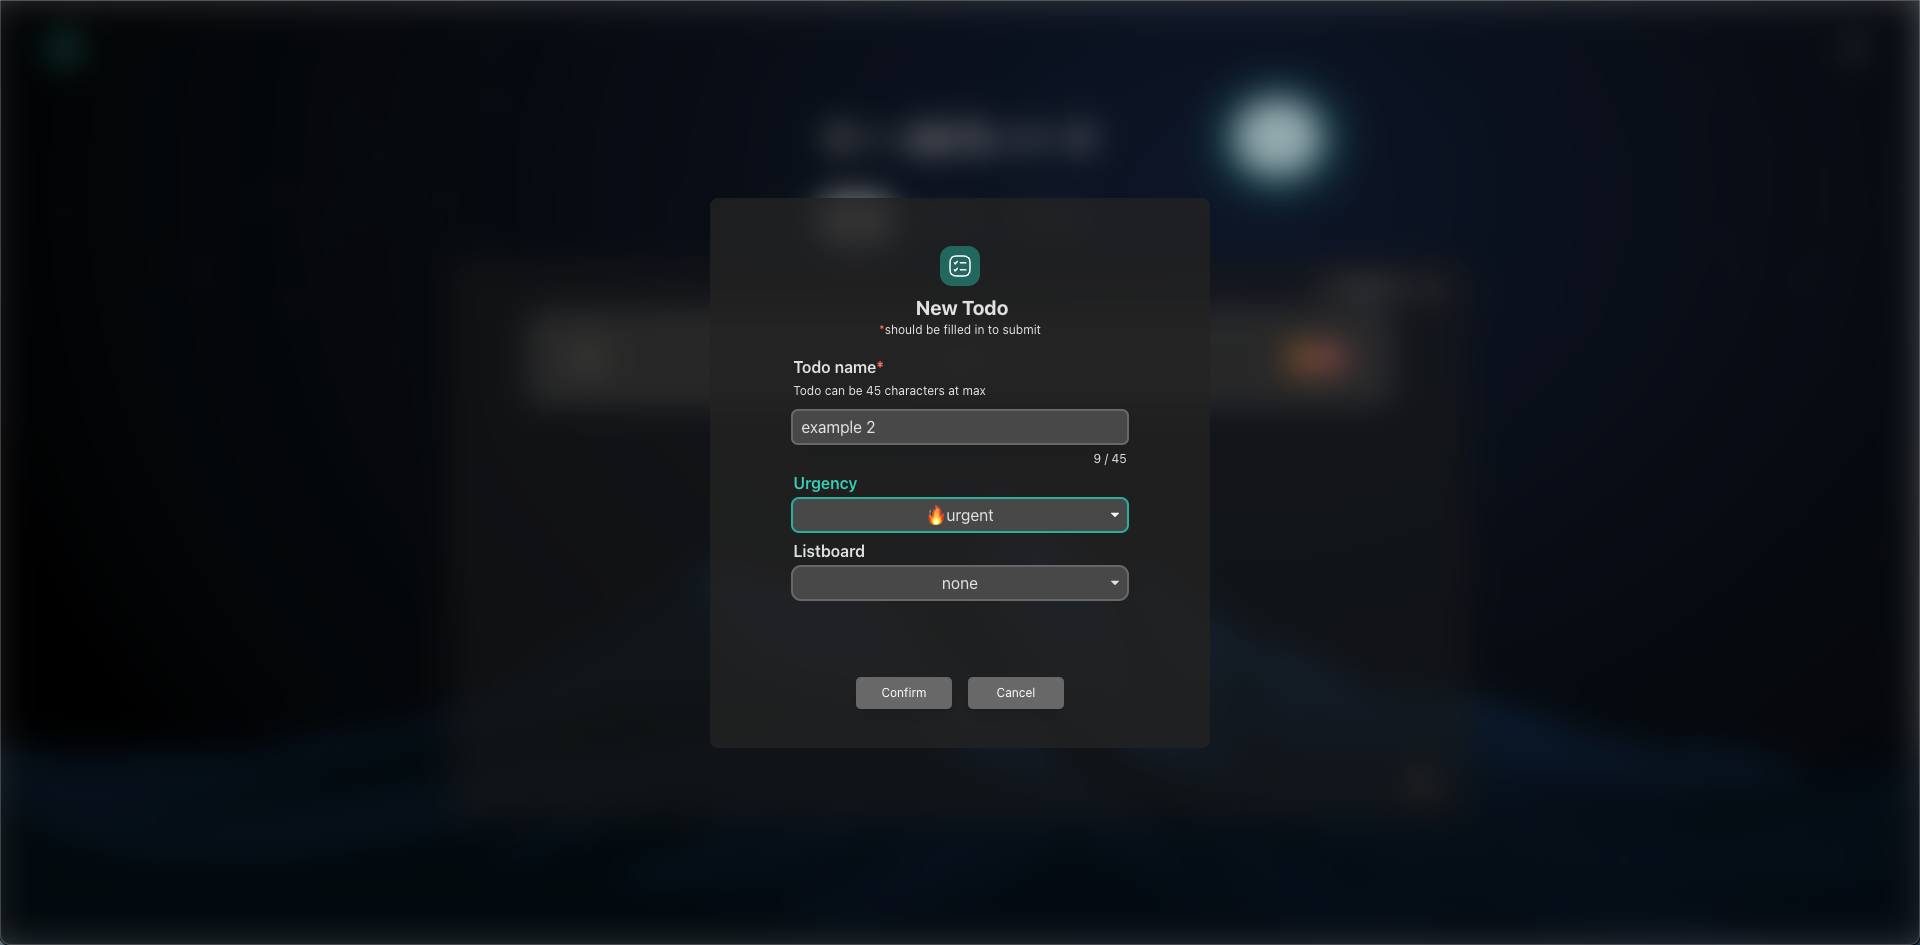 New Todo
*should be filled in to submit
Todo name*
Todo can be 45 characters at max
example 2
9 / 45
Urgency
🔥urgent
Listboard
none
Confirm
Cancel